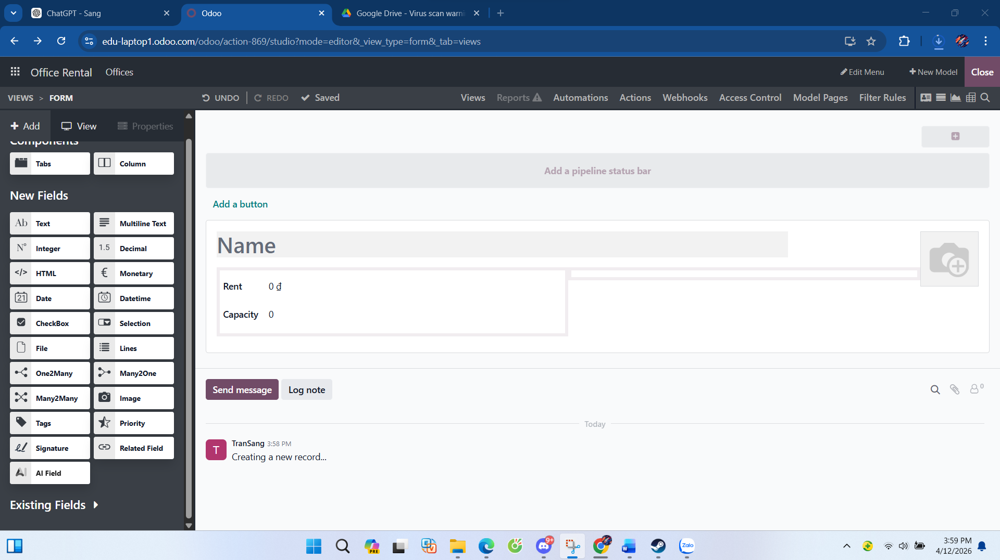 ChatGPT - Sang
Odoo
Google Drive - Virus scan warni
edu-laptop1.odoo.com/odoo/action-869/studio?mode=editor&_view_type=form&_tab=views
Office Rental
Offices
Edit Menu
New Model
Close
VIEWS > FORM
UNDO
REDO
Saved
Views
Reports
Automations
Actions
Webhooks
Access Control
Model Pages
Filter Rules
Add
View
Properties
Components
Tabs
Column
New Fields
Ab Text
Multiline Text
N° Integer
1.5 Decimal
</> HTML
€ Monetary
21 Date
Datetime
CheckBox
Selection
File
Lines
One2Many
Many2One
Many2Many
Image
Tags
Priority
Signature
Related Field
AI AI Field
Existing Fields
Add a pipeline status bar
Add a button
Name
Rent 0 ₫
Capacity 0
Send message
Log note
0
Today
T
TranSang 3:58 PM
Creating a new record...
PRE
9+
W
Zalo
3:59 PM
4/12/2026